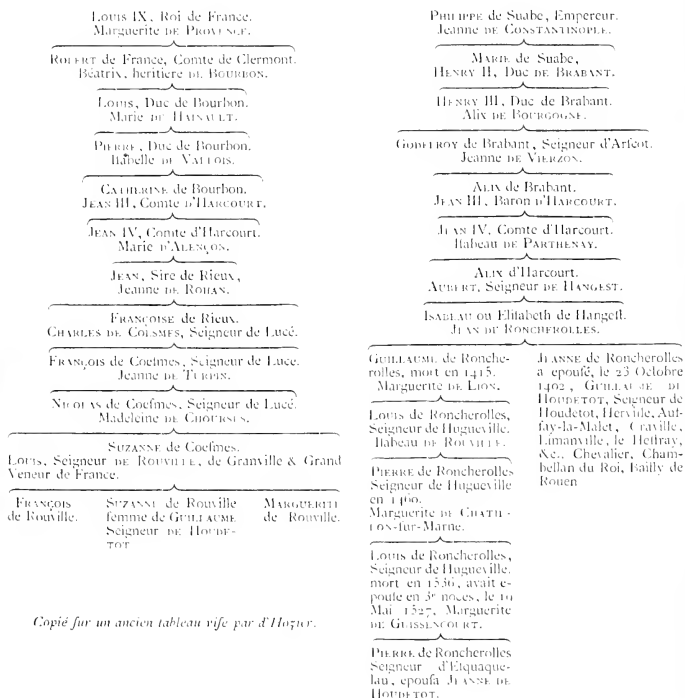 Louis IX, Roi de France.
Marguerite de Provence.
Robert de France, Comte de Clermont.
Béatrix, heritiere de Bourbon.
Louis, Duc de Bourbon.
Marie de Hainault.
Pierre, Duc de Bourbon.
Isabelle de Vallois.
Catherine de Bourbon.
Jean III, Comte d'Harcourt.
Jean IV, Comte d'Harcourt.
Marie d'Alençon.
Jean, Sire de Rieux,
Jeanne de Rohan.
Françoise de Rieux.
Charles de Coesmes, Seigneur de Lucé.
François de Coesmes, Seigneur de Luce.
Jeanne de Turpin.
Nicolas de Coesmes, Seigneur de Lucé.
Madeleine de Chourses.
Suzanne de Coesmes.
Louis, Seigneur de Rouville, de Granville & Grand
Veneur de France.
François
de Rouville.
Suzanne de Rouville
femme de Guillaume
Seigneur de Houde-
tot
Marguerite
de Rouville.
Copié sur un ancien tableau visé par d'Hozier.
Philippe de Suabe, Empereur.
Jeanne de Constantinople.
Marie de Suabe,
Henry II, Duc de Brabant.
Henry III, Duc de Brabant.
Alix de Bourgogne.
Godefroy de Brabant, Seigneur d'Arscot.
Jeanne de Vierzon.
Alix de Brabant.
Jean III, Baron d'Harcourt.
Jean IV, Comte d'Harcourt.
Isabeau de Parthenay.
Alix d'Harcourt.
Aubert, Seigneur de Hangest.
Isabeau ou Elisabeth de Hangest.
Jean de Roncherolles.
Guillaume de Ronche-
rolles, mort en 1415.
Marguerite de Lion.
Louis de Roncherolles,
Seigneur de Hugueville.
Isabeau de Rouville.
Pierre de Roncherolles
Seigneur de Hugueville
en 1460.
Marguerite de Chatil-
lon-sur-Marne.
Louis de Roncherolles,
Seigneur de Hugueville,
mort en 1536, avait e-
pousé en 3e noces, le 10
Mai 1527, Marguerite
de Guissencourt.
Pierre de Roncherolles
Seigneur d'Esquaque-
lau, epousa Jeanne de
Houdetot.
Jeanne de Roncherolles
a epousé, le 23 Octobre
1402, Guillaume de
Houdetot, Seigneur de
Houdetot, Herville, Auf-
fay-la-Malet, Craville,
Limanville, le Hestray,
&c., Chevalier, Cham-
bellan du Roi, Bailly de
Rouen